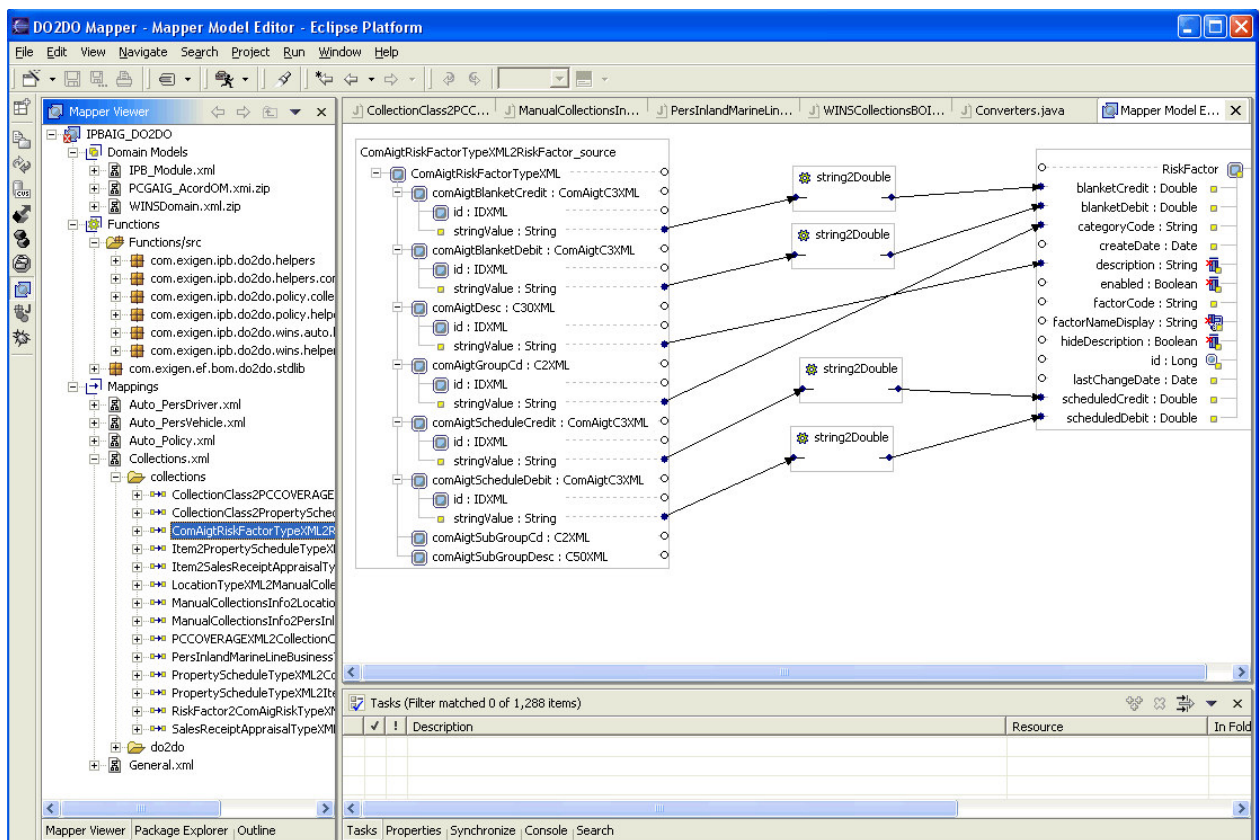 DO2DO Mapper - Mapper Model Editor - Eclipse Platform
File Edit View Navigate Search Project Run Window Help
Mapper Viewer
CollectionClass2PCC... ManualCollectionsIn... PersInlandMarineLin... WINSCollectionsBOI... Converters.java Mapper Model E...
IPBAIG_DO2DO
Domain Models
IPB_Module.xml
PCGAIG_AcordOM.xmi.zip
WINSDomain.xml.zip
Functions
Functions/src
com.exigen.ipb.do2do.helpers
com.exigen.ipb.do2do.helpers.cor
com.exigen.ipb.do2do.policy.colle
com.exigen.ipb.do2do.policy.help
com.exigen.ipb.do2do.wins.auto.
com.exigen.ipb.do2do.wins.helpe
com.exigen.ef.bom.do2do.stdlib
Mappings
Auto_PersDriver.xml
Auto_PersVehicle.xml
Auto_Policy.xml
Collections.xml
collections
CollectionClass2PCCOVERAGE
CollectionClass2PropertySched
ComAigtRiskFactorTypeXML2R
Item2PropertyScheduleTypeX
Item2SalesReceiptAppraisalTy
LocationTypeXML2ManualColle
ManualCollectionsInfo2Locatio
ManualCollectionsInfo2PersInl
PCCOVERAGEXML2CollectionC
PersInlandMarineLineBusiness
PropertyScheduleTypeXML2Co
PropertyScheduleTypeXML2Ite
RiskFactor2ComAigRiskTypeX
SalesReceiptAppraisalTypeXM
do2do
General.xml
Mapper Viewer Package Explorer Outline
ComAigtRiskFactorTypeXML2RiskFactor_source
ComAigtRiskFactorTypeXML
comAigtBlanketCredit : ComAigtC3XML
id : IDXML
stringValue : String
comAigtBlanketDebit : ComAigtC3XML
id : IDXML
stringValue : String
comAigtDesc : C30XML
id : IDXML
stringValue : String
comAigtGroupCd : C2XML
id : IDXML
stringValue : String
comAigtScheduleCredit : ComAigtC3XML
id : IDXML
stringValue : String
comAigtScheduleDebit : ComAigtC3XML
id : IDXML
stringValue : String
comAigtSubGroupCd : C2XML
comAigtSubGroupDesc : C50XML
string2Double
string2Double
string2Double
string2Double
RiskFactor
blanketCredit : Double
blanketDebit : Double
categoryCode : String
createDate : Date
description : String
enabled : Boolean
factorCode : String
factorNameDisplay : String
hideDescription : Boolean
id : Long
lastChangeDate : Date
scheduledCredit : Double
scheduledDebit : Double
Tasks (Filter matched 0 of 1,288 items)
✓ ! Description Resource In Fold
Tasks Properties Synchronize Console Search